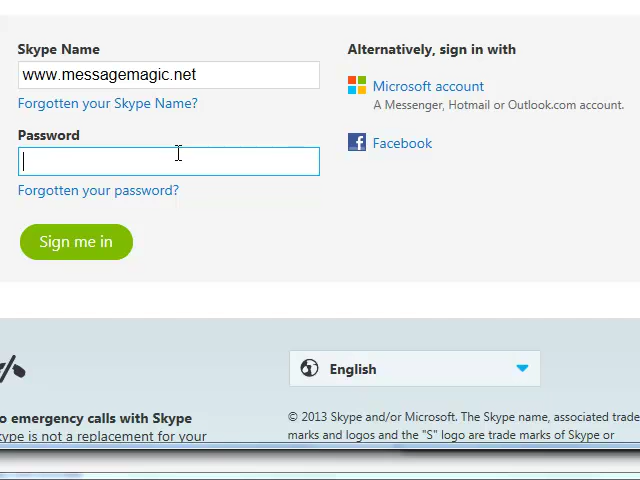 Skype Name
Alternatively, sign in with
www.messagemagic.net
Microsoft account
A Messenger, Hotmail or Outlook.com account.
Forgotten your Skype Name?
Password
Facebook
Forgotten your password?
Sign me in
English
o emergency calls with Skype
kype is not a replacement for your
© 2013 Skype and/or Microsoft. The Skype name, associated trade
marks and logos and the "S" logo are trade marks of Skype or